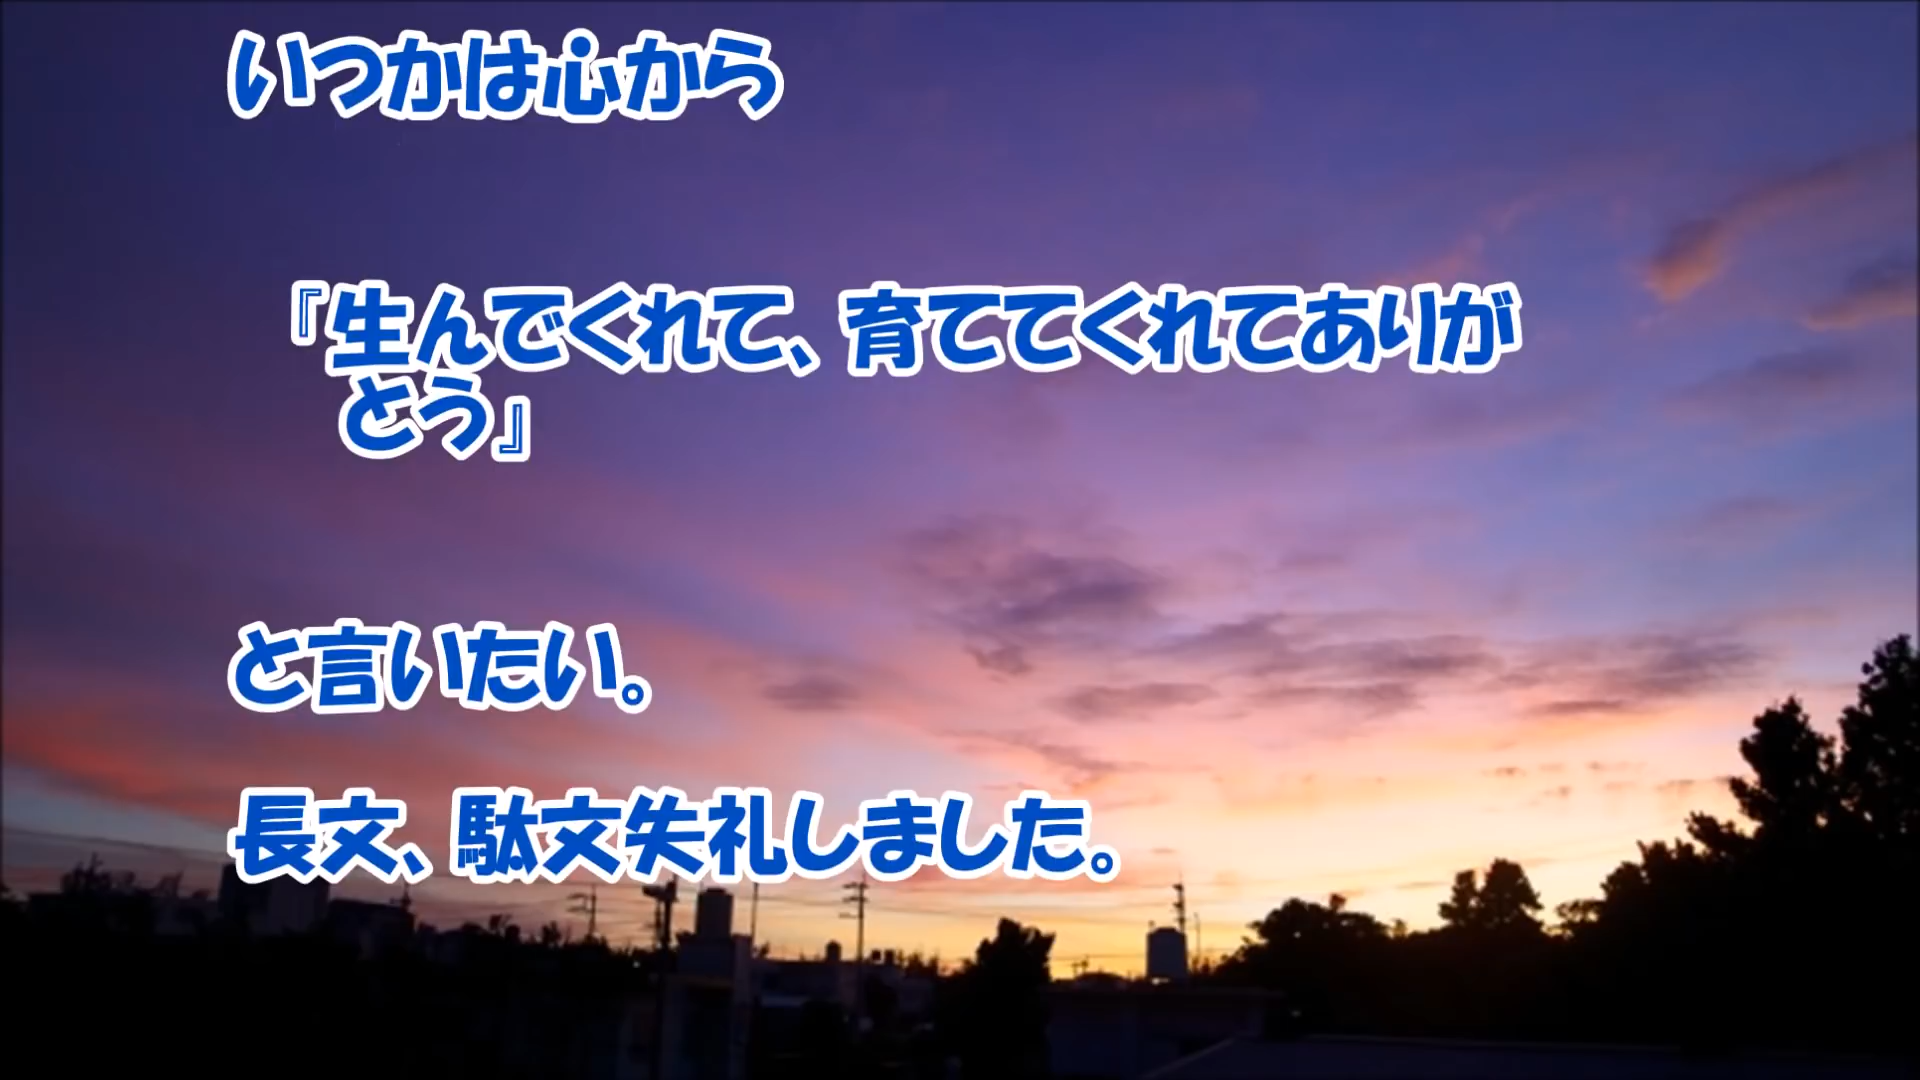 いつかは心から
『生んでくれて、育ててくれてありが
とう』
と言いたい。
長文、駄文失礼しました。